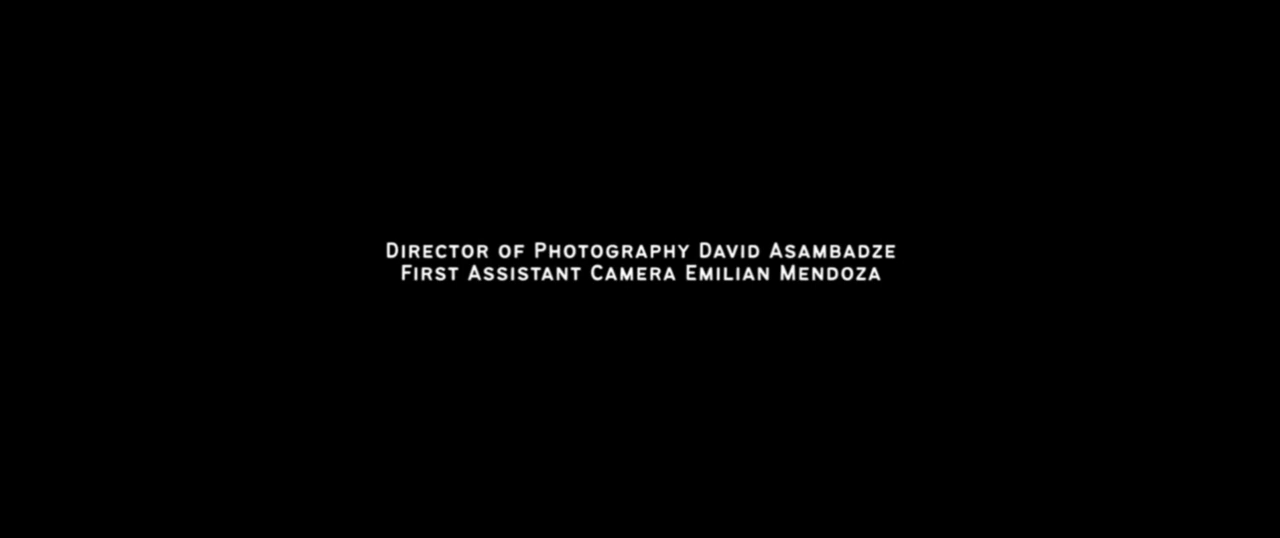 Director of Photography David Asambadze
First Assistant Camera Emilian Mendoza